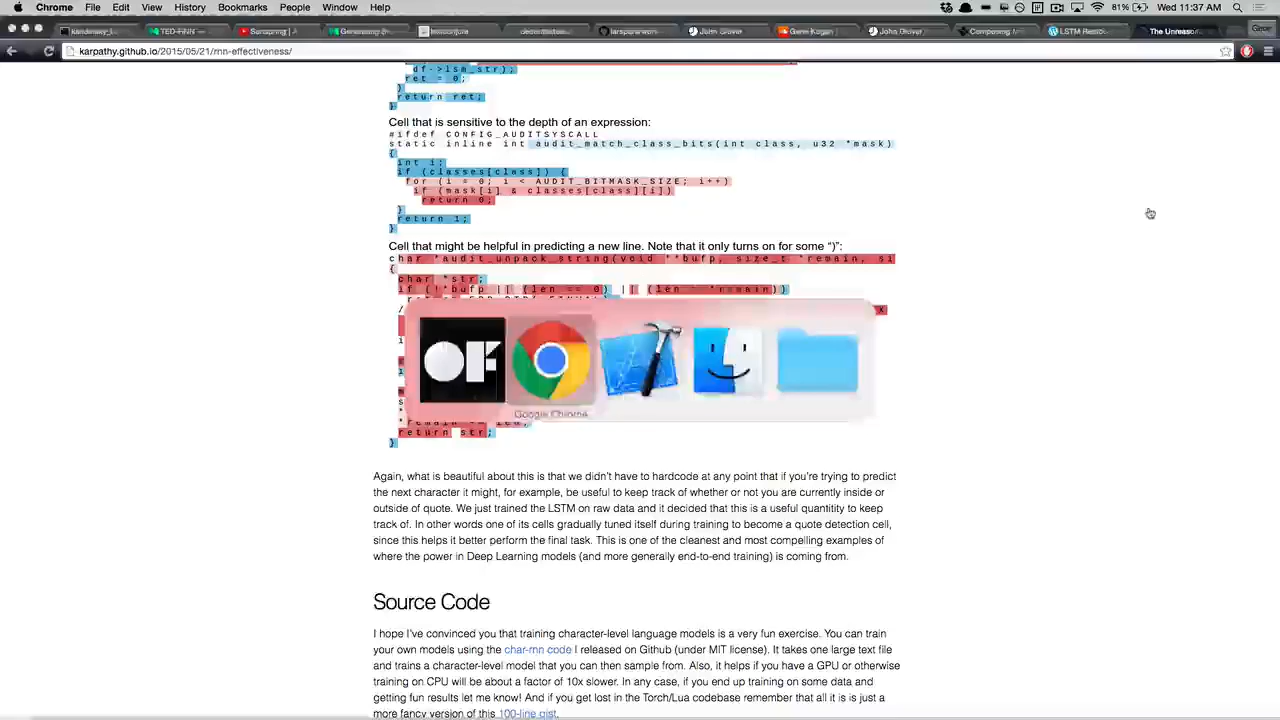 Chrome File Edit View History Bookmarks People Window Help 81% Wed 11:37 AM
John Glover John Glover Gene Kogan Composing LSTM The Unreason
karpathy.github.io/2015/05/21/rnn-effectiveness/
df->lsm_str);
ret = 0;
}
return ret;
}
Cell that is sensitive to the depth of an expression:
#ifdef CONFIG_AUDITSYSCALL
static inline int audit_match_class_bits(int class, u32 *mask)
{
int i;
if (classes[class]) {
for (i = 0; i < AUDIT_BITMASK_SIZE; i++)
if (mask[i] & classes[class][i])
return 0;
}
return 1;
}
Cell that might be helpful in predicting a new line. Note that it only turns on for some “)”:
char *audit_unpack_string(void **bufp, size_t *remain, si
{
char *str;
if (!*bufp || (len == 0) || (len > *remain))
OF
Google Chrome
return str;
}
Again, what is beautiful about this is that we didn't have to hardcode at any point that if you're trying to predict
the next character it might, for example, be useful to keep track of whether or not you are currently inside or
outside of quote. We just trained the LSTM on raw data and it decided that this is a useful quantitity to keep
track of. In other words one of its cells gradually tuned itself during training to become a quote detection cell,
since this helps it better perform the final task. This is one of the cleanest and most compelling examples of
where the power in Deep Learning models (and more generally end-to-end training) is coming from.
Source Code
I hope I've convinced you that training character-level language models is a very fun exercise. You can train
your own models using the char-rnn code I released on Github (under MIT license). It takes one large text file
and trains a character-level model that you can then sample from. Also, it helps if you have a GPU or otherwise
training on CPU will be about a factor of 10x slower. In any case, if you end up training on some data and
getting fun results let me know! And if you get lost in the Torch/Lua codebase remember that all it is is just a
more fancy version of this 100-line gist.